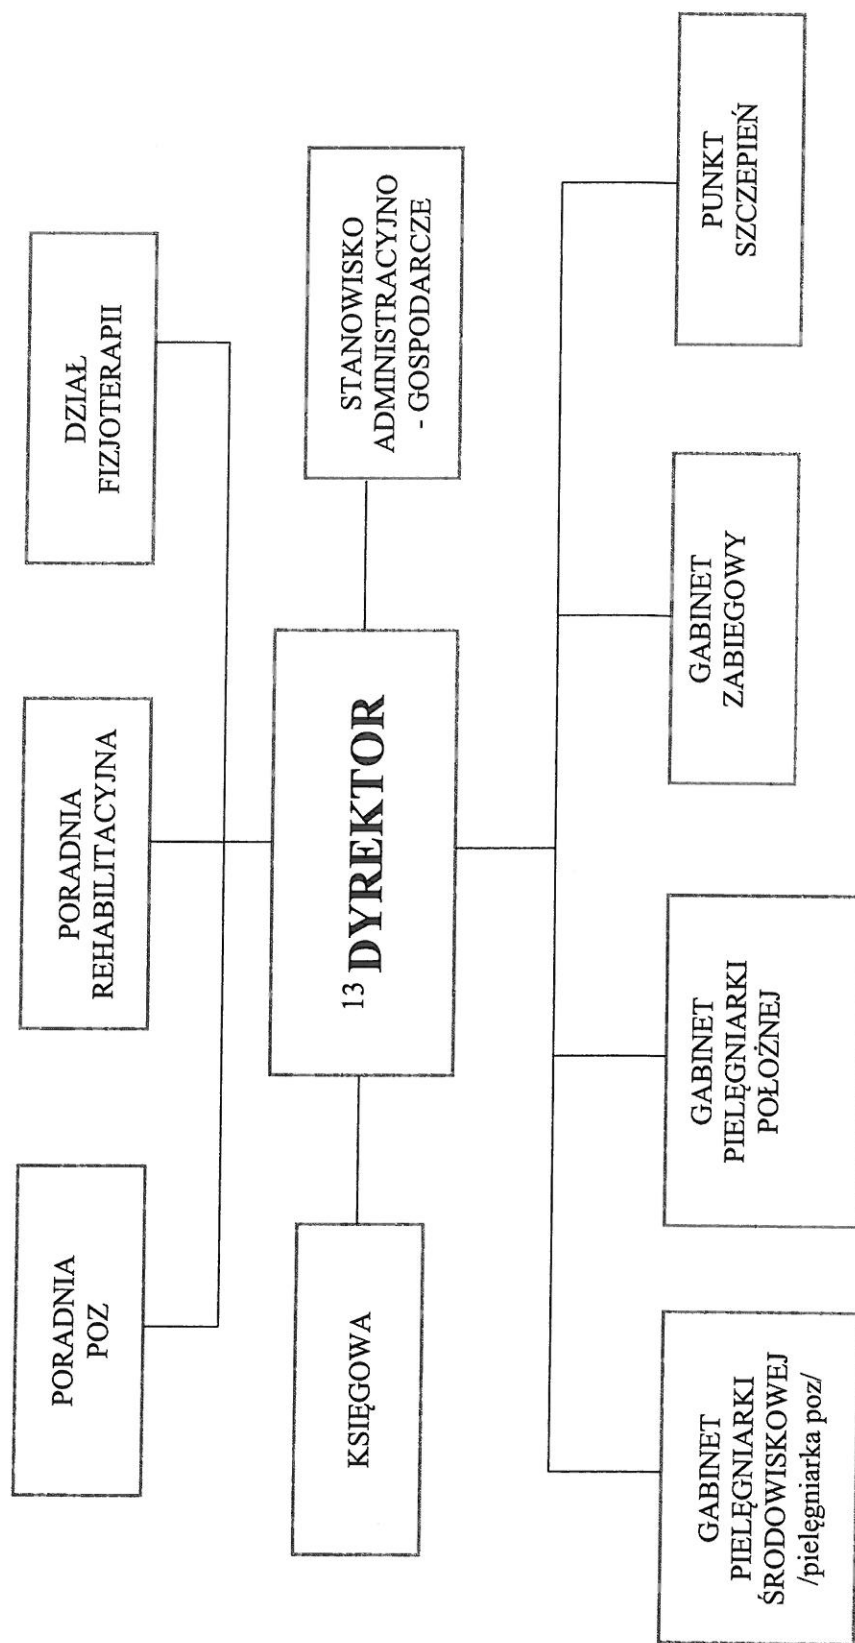 PORADNIA
POZ
PORADNIA
REHABILITACYJNA
DZIAŁ
FIZJOTERAPII
KSIĘGOWA
13 DYREKTOR
STANOWISKO
ADMINISTRACYJNO
- GOSPODARCZE
GABINET
PIELĘGNIARKI
ŚRODOWISKOWEJ
/pielęgniarka poz/
GABINET
PIELĘGNIARKI
POŁOŻNEJ
GABINET
ZABIEGOWY
PUNKT
SZCZEPIEŃ